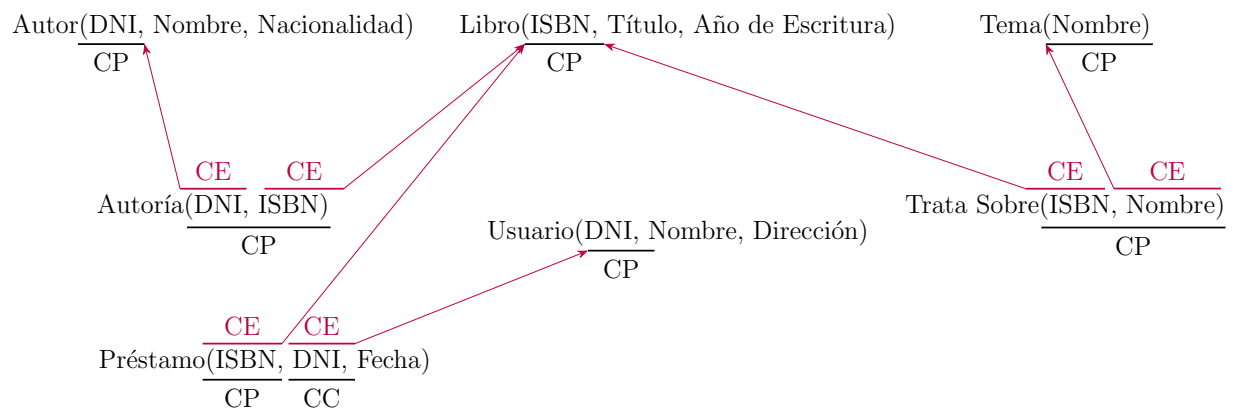 Autor(DNI, Nombre, Nacionalidad)
CP
Libro(ISBN, Título, Año de Escritura)
CP
Tema(Nombre)
CP
CE CE
Autoría(DNI, ISBN)
CP
CE CE
Trata Sobre(ISBN, Nombre)
CP
Usuario(DNI, Nombre, Dirección)
CP
CE CE
Préstamo(ISBN, DNI, Fecha)
CP CC